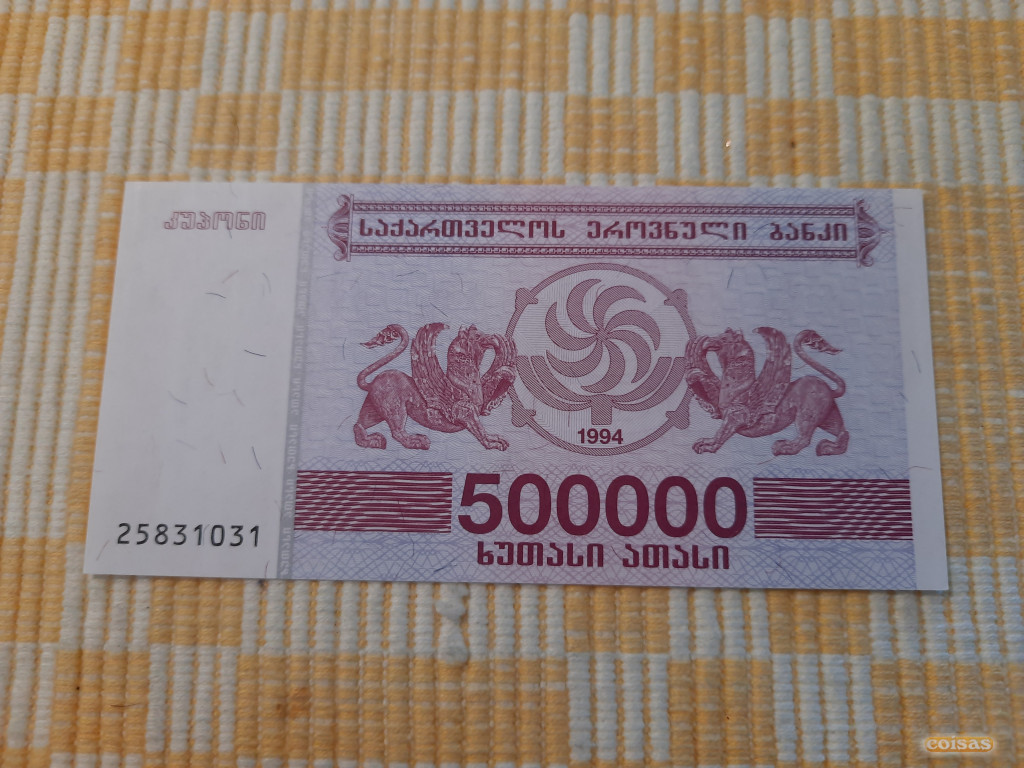 კუპონი
საქართველოს ეროვნული ბანკი
1994
500000
25831031
ხუთასი ათასი
coisas